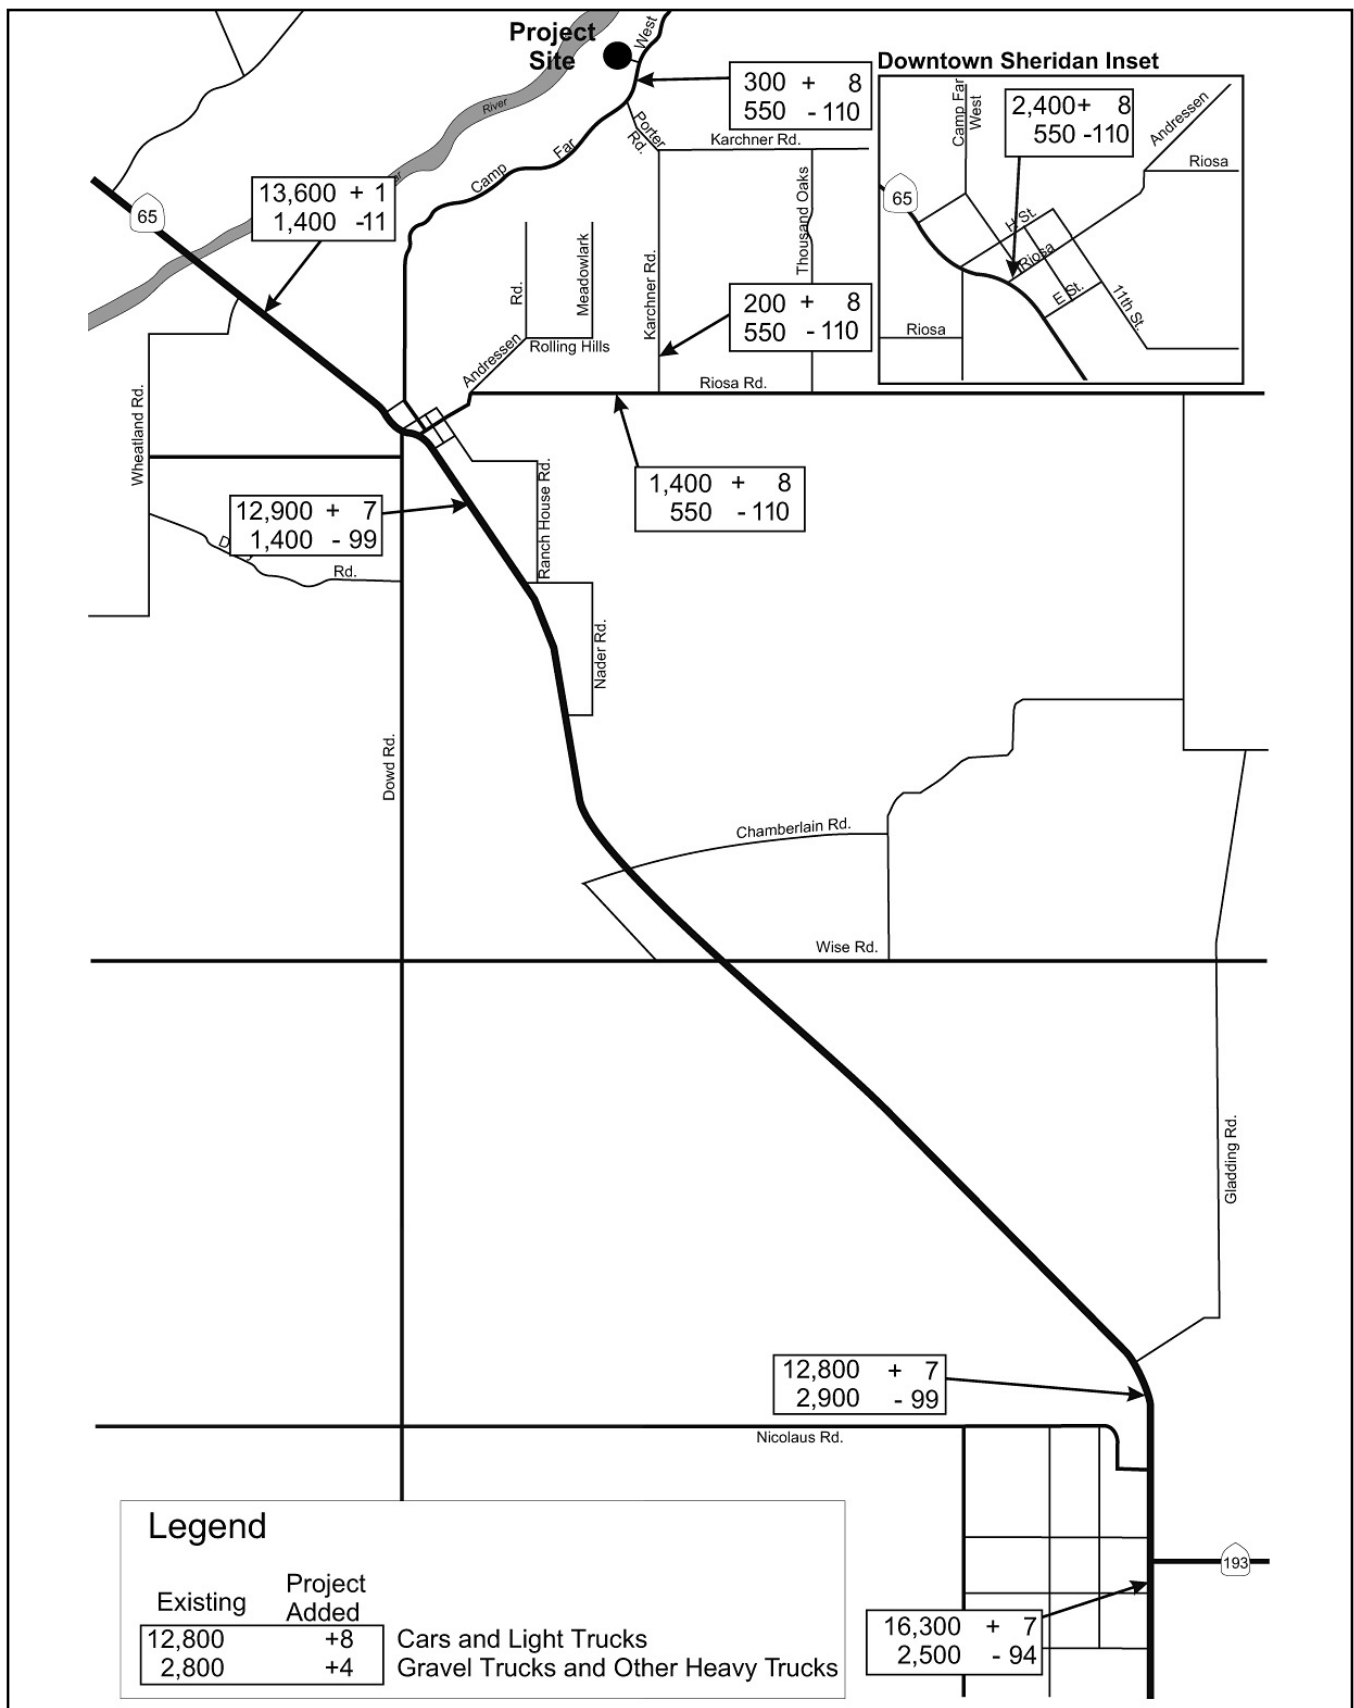 Project
Site
West
300 + 8
550 - 110
Downtown Sheridan Inset
Camp Far
West
2,400+ 8
550 -110
Andressen
Riosa
65
H St.
Riosa
E St.
11th St.
Riosa
River
Porter
Rd.
Karchner Rd.
Far
Camp
13,600 + 1
1,400 -11
65
Thousand Oaks
Meadowlark
Rd.
Karchner Rd.
200 + 8
550 - 110
Andressen
Rolling Hills
Riosa Rd.
Wheatland Rd.
1,400 + 8
550 - 110
Ranch House Rd.
12,900 + 7
1,400 - 99
Rd.
Nader Rd.
Dowd Rd.
Chamberlain Rd.
Wise Rd.
Gladding Rd.
12,800 + 7
2,900 - 99
Nicolaus Rd.
193
16,300 + 7
2,500 - 94
Legend
Existing Project Added
12,800 +8 Cars and Light Trucks
2,800 +4 Gravel Trucks and Other Heavy Trucks